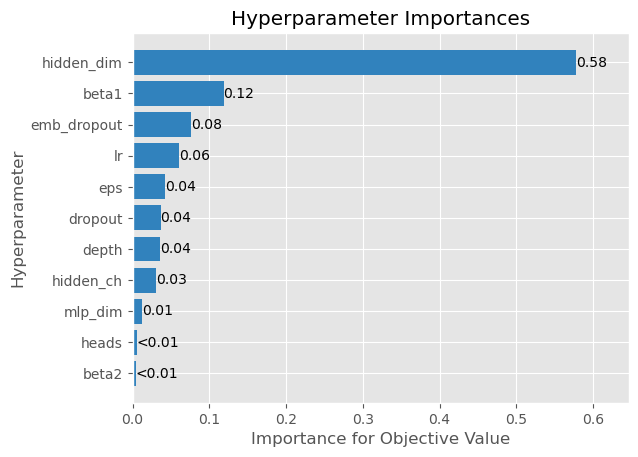 Hyperparameter Importances
Hyperparameter
hidden_dim 0.58
beta1 0.12
emb_dropout 0.08
lr 0.06
eps 0.04
dropout 0.04
depth 0.04
hidden_ch 0.03
mlp_dim 0.01
heads <0.01
beta2 <0.01
0.0 0.1 0.2 0.3 0.4 0.5 0.6
Importance for Objective Value